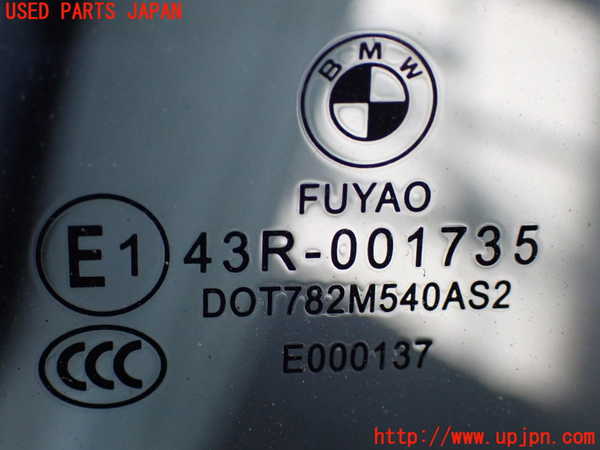 USED PARTS JAPAN
BMW
FUYAO
E1 43R-001735
DOT782M540AS2
CCC E000137
http://www.upjpn.com/